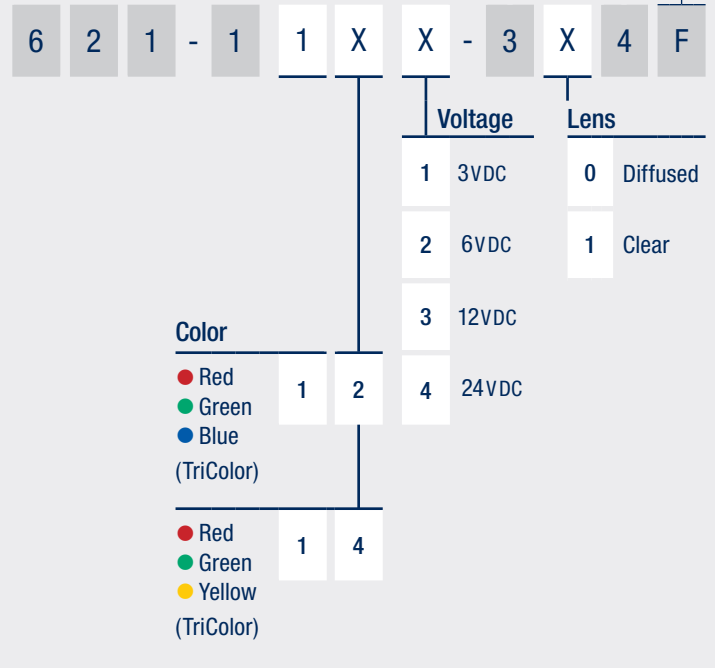 6 2 1 - 1 1 X X - 3 X 4 F
Voltage
1 3VDC
2 6VDC
3 12VDC
4 24VDC
Lens
0 Diffused
1 Clear
Color
Red
Green
Blue
(TriColor)
1 2
Red
Green
Yellow
(TriColor)
1 4